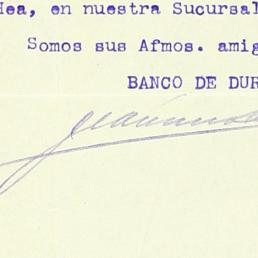 Hea, en nuestra Sucursal
Somos sus Afmos. amig
BANCO DE DUR